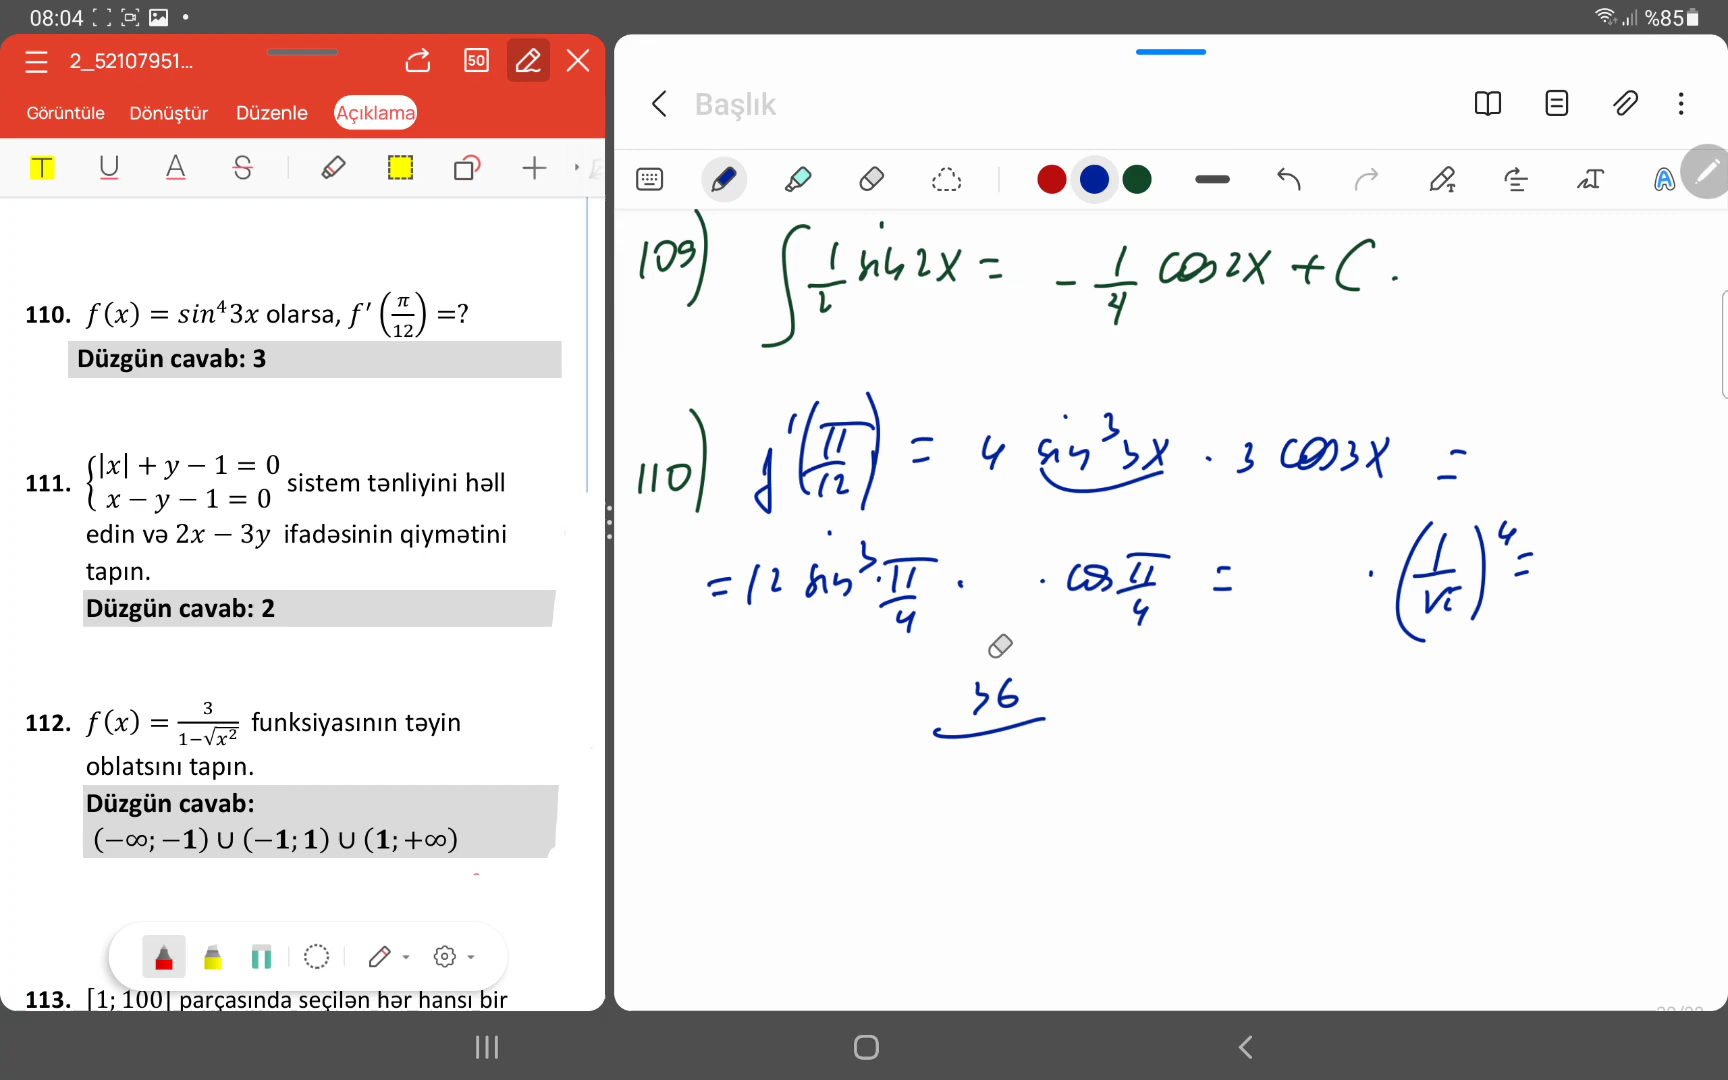 08:04
%85
2_52107951...
50
Görüntüle Dönüştür Düzenle Açıklama
T U A S
110. f(x) = sin⁴3x olarsa, f′(π/12) =?
Düzgün cavab: 3
111. {|x| + y − 1 = 0
x − y − 1 = 0 sistem tənliyini həll
edin və 2x − 3y ifadəsinin qiymətini
tapın.
Düzgün cavab: 2
112. f(x) = 3/(1−√x²) funksiyasının təyin
oblatsını tapın.
Düzgün cavab:
(−∞; −1) ∪ (−1; 1) ∪ (1; +∞)
113. [1; 100] parçasında seçilən hər hansı bir
Başlık
109) ∫ 1/2 sin2x = − 1/4 cos2x + C.
110) f′(π/12) = 4 sin³3x · 3 cos3x =
= 12 sin³ π/4 · · cos π/4 = · (1/√2)⁴ =
36